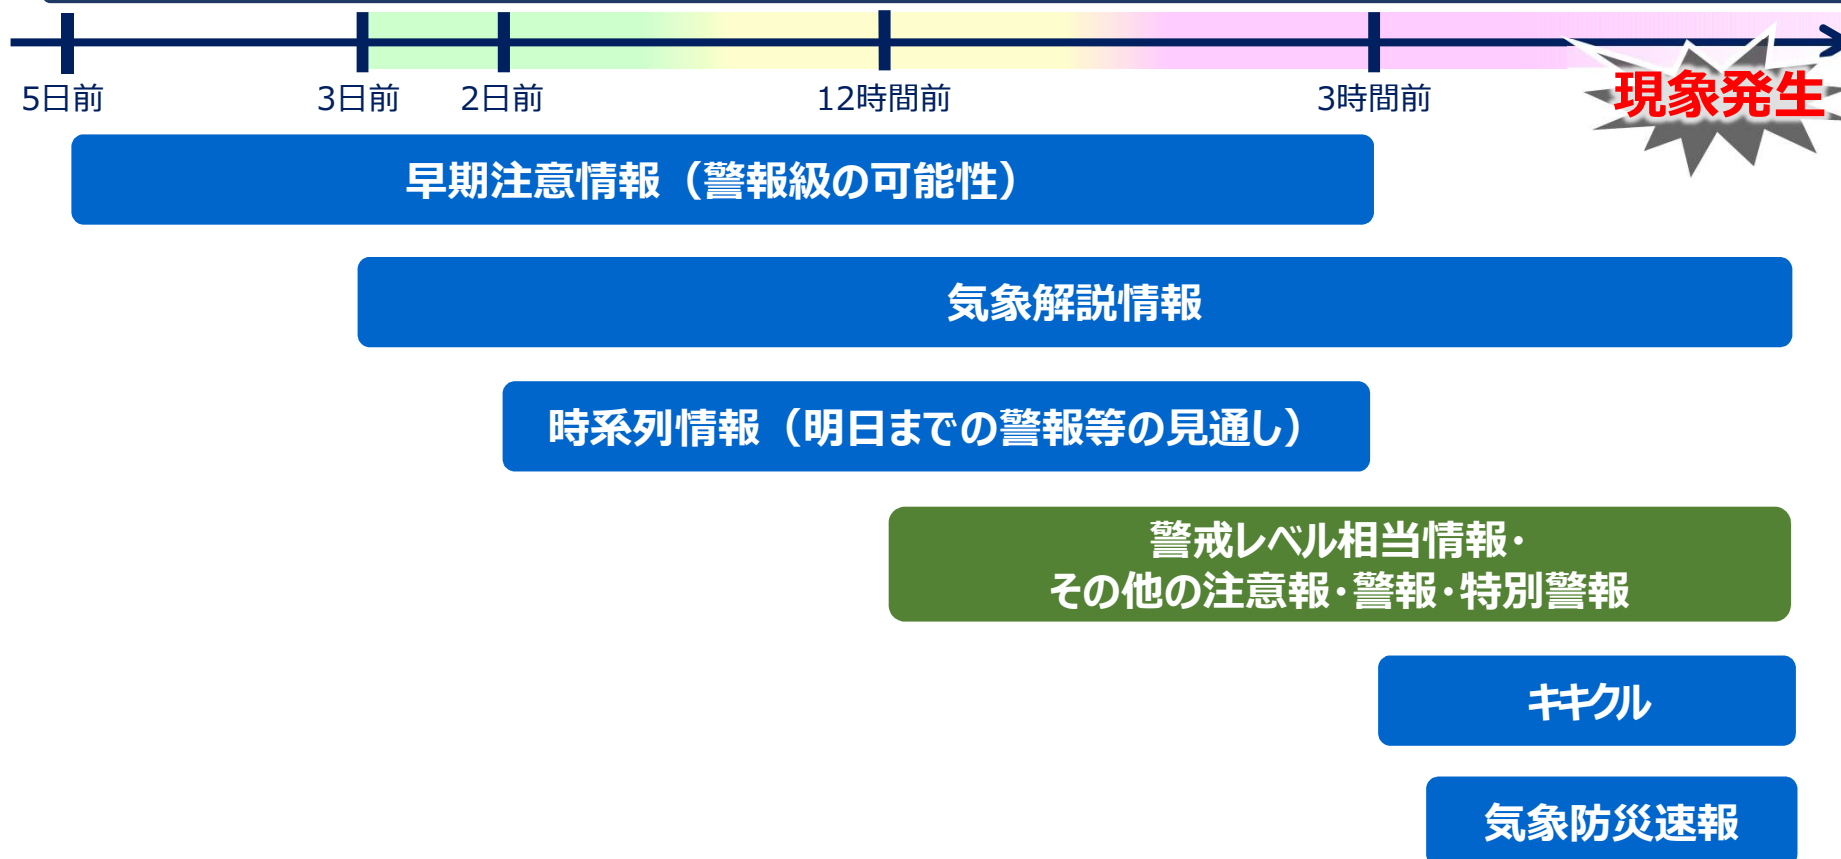 5日前
3日前
2日前
12時間前
3時間前
現象発生
早期注意情報（警報級の可能性）
気象解説情報
時系列情報（明日までの警報等の見通し）
警戒レベル相当情報・
その他の注意報・警報・特別警報
キキクル
気象防災速報